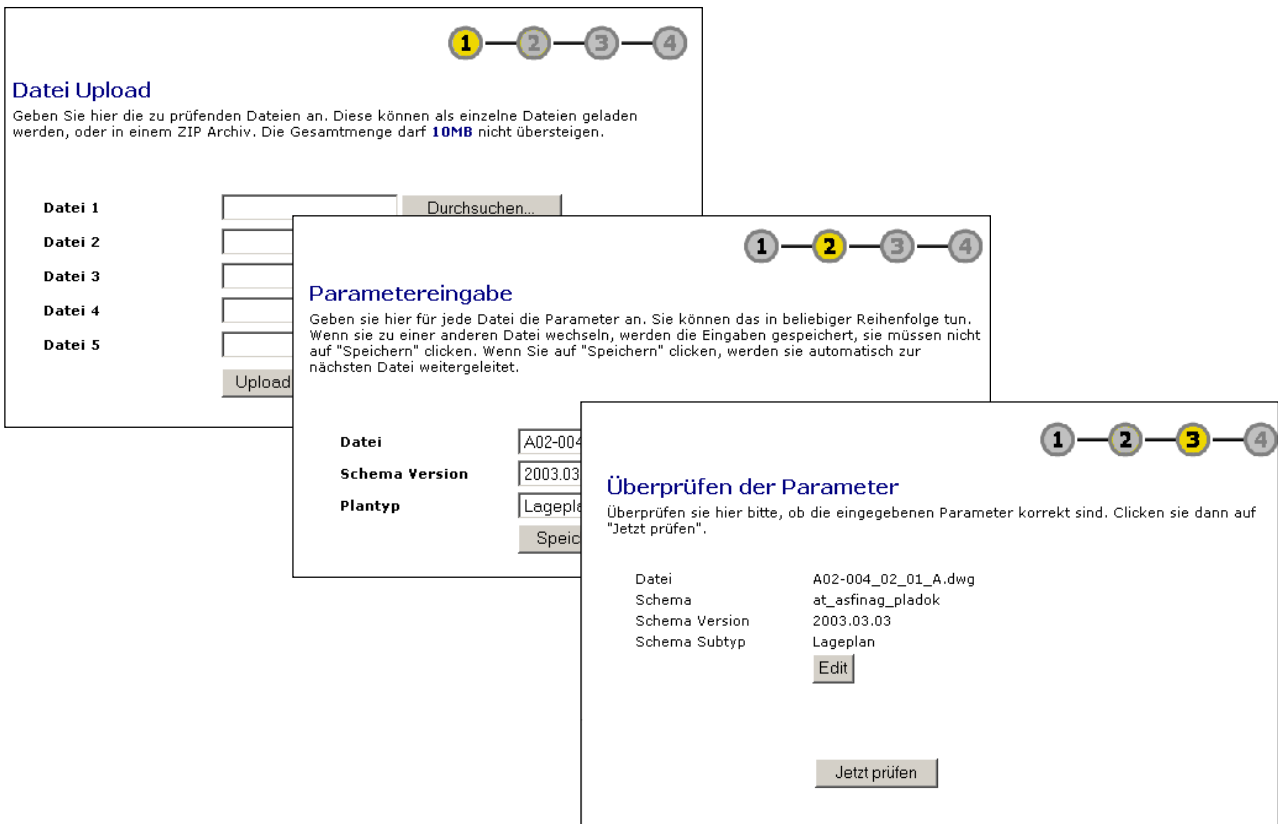 1 2 3 4
Datei Upload
Geben Sie hier die zu prüfenden Dateien an. Diese können als einzelne Dateien geladen
werden, oder in einem ZIP Archiv. Die Gesamtmenge darf 10MB nicht übersteigen.
Datei 1 Durchsuchen...
Datei 2
Datei 3
Datei 4
Datei 5
Upload
1 2 3 4
Parametereingabe
Geben sie hier für jede Datei die Parameter an. Sie können das in beliebiger Reihenfolge tun.
Wenn sie zu einer anderen Datei wechseln, werden die Eingaben gespeichert, sie müssen nicht
auf "Speichern" clicken. Wenn Sie auf "Speichern" clicken, werden sie automatisch zur
nächsten Datei weitergeleitet.
Datei A02-004
Schema Version 2003.03
Plantyp Lagepla
Speic
1 2 3 4
Überprüfen der Parameter
Überprüfen sie hier bitte, ob die eingegebenen Parameter korrekt sind. Clicken sie dann auf
"Jetzt prüfen".
Datei A02-004_02_01_A.dwg
Schema at_asfinag_pladok
Schema Version 2003.03.03
Schema Subtyp Lageplan
Edit
Jetzt prüfen